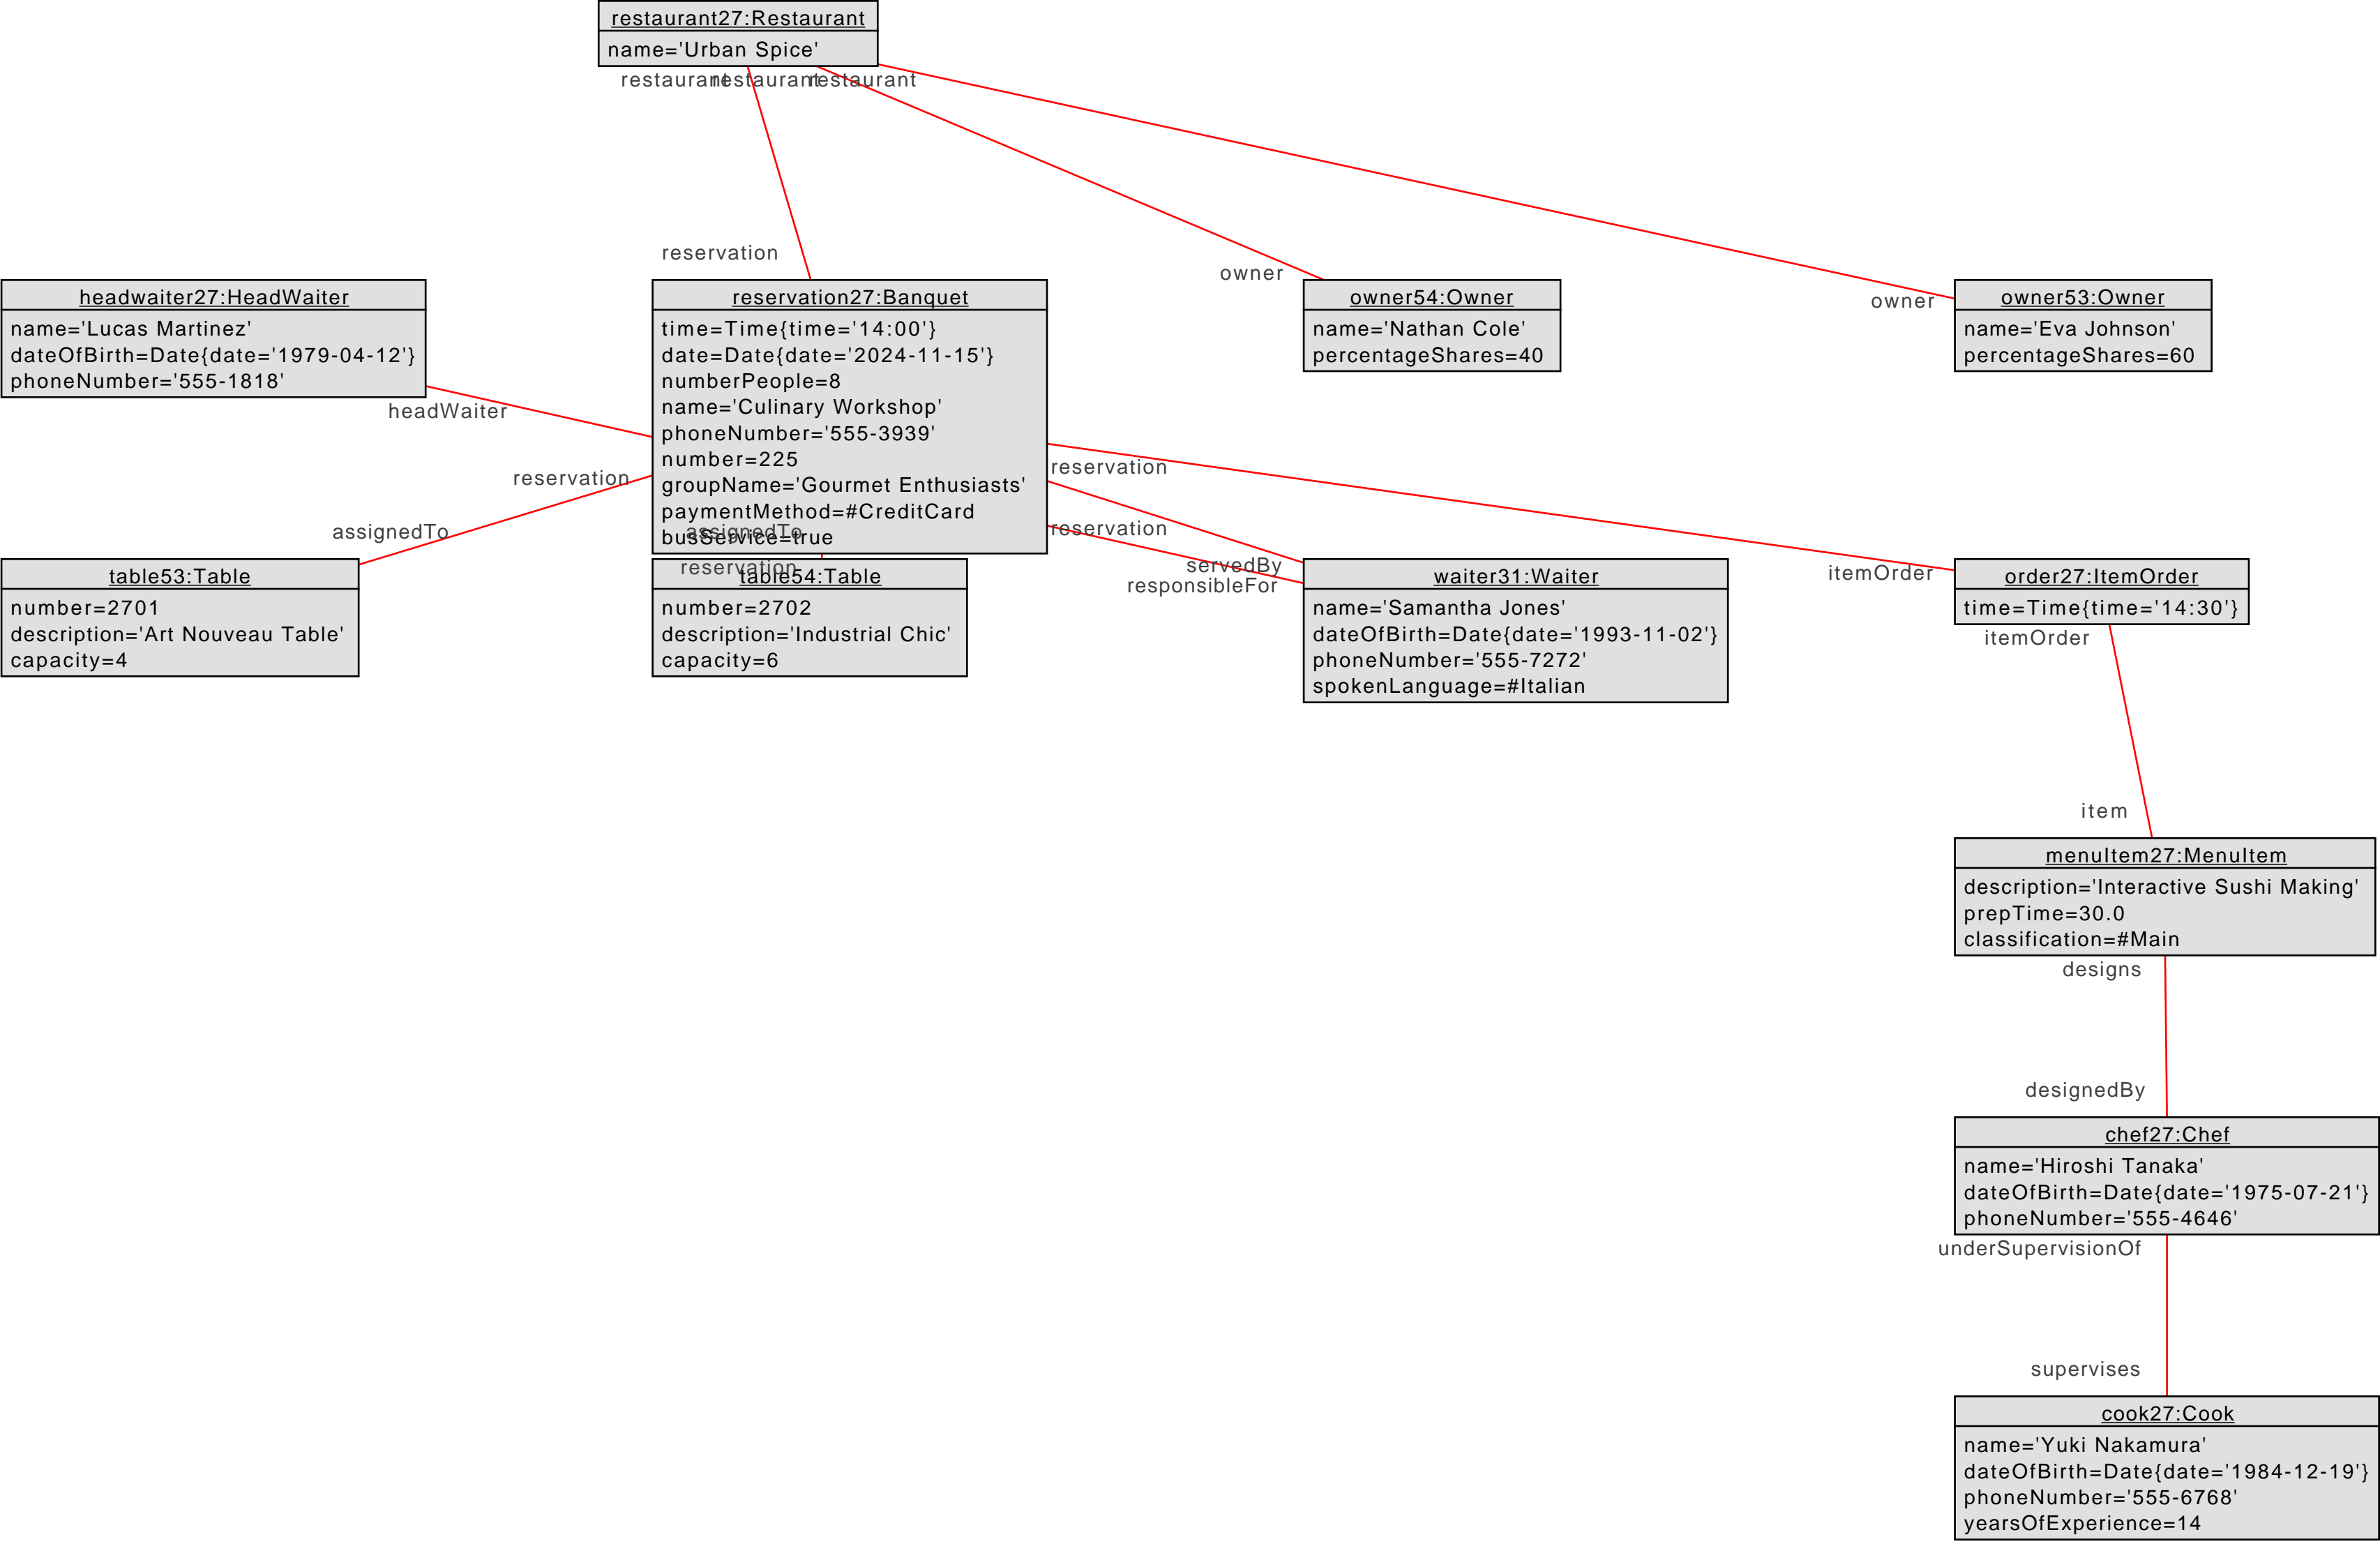 restaurant27:Restaurant
name='Urban Spice'
restaurant
restaurant
restaurant
reservation
owner
owner
headwaiter27:HeadWaiter
name='Lucas Martinez'
dateOfBirth=Date{date='1979-04-12'}
phoneNumber='555-1818'
headWaiter
reservation27:Banquet
time=Time{time='14:00'}
date=Date{date='2024-11-15'}
numberPeople=8
name='Culinary Workshop'
phoneNumber='555-3939'
number=225
groupName='Gourmet Enthusiasts'
paymentMethod=#CreditCard
busService=true
owner54:Owner
name='Nathan Cole'
percentageShares=40
owner53:Owner
name='Eva Johnson'
percentageShares=60
reservation
reservation
reservation
assignedTo
assignedTo
reservation
servedBy
responsibleFor
itemOrder
table53:Table
number=2701
description='Art Nouveau Table'
capacity=4
table54:Table
number=2702
description='Industrial Chic'
capacity=6
waiter31:Waiter
name='Samantha Jones'
dateOfBirth=Date{date='1993-11-02'}
phoneNumber='555-7272'
spokenLanguage=#Italian
order27:ItemOrder
time=Time{time='14:30'}
itemOrder
item
menuItem27:MenuItem
description='Interactive Sushi Making'
prepTime=30.0
classification=#Main
designs
designedBy
chef27:Chef
name='Hiroshi Tanaka'
dateOfBirth=Date{date='1975-07-21'}
phoneNumber='555-4646'
underSupervisionOf
supervises
cook27:Cook
name='Yuki Nakamura'
dateOfBirth=Date{date='1984-12-19'}
phoneNumber='555-6768'
yearsOfExperience=14